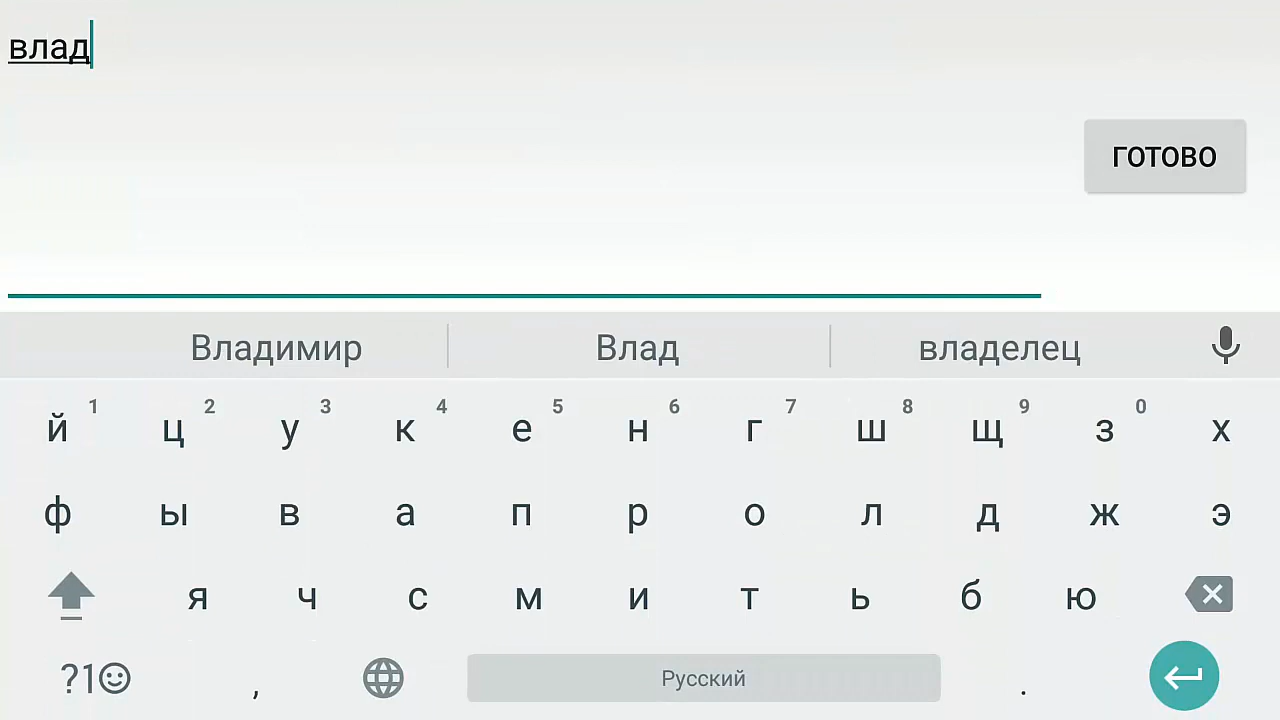 влад
ГОТОВО
Владимир Влад владелец
й 1 ц 2 у 3 к 4 е 5 н 6 г 7 ш 8 щ 9 з 0 х
ф ы в а п р о л д ж э
я ч с м и т ь б ю
?1☺ , Русский .